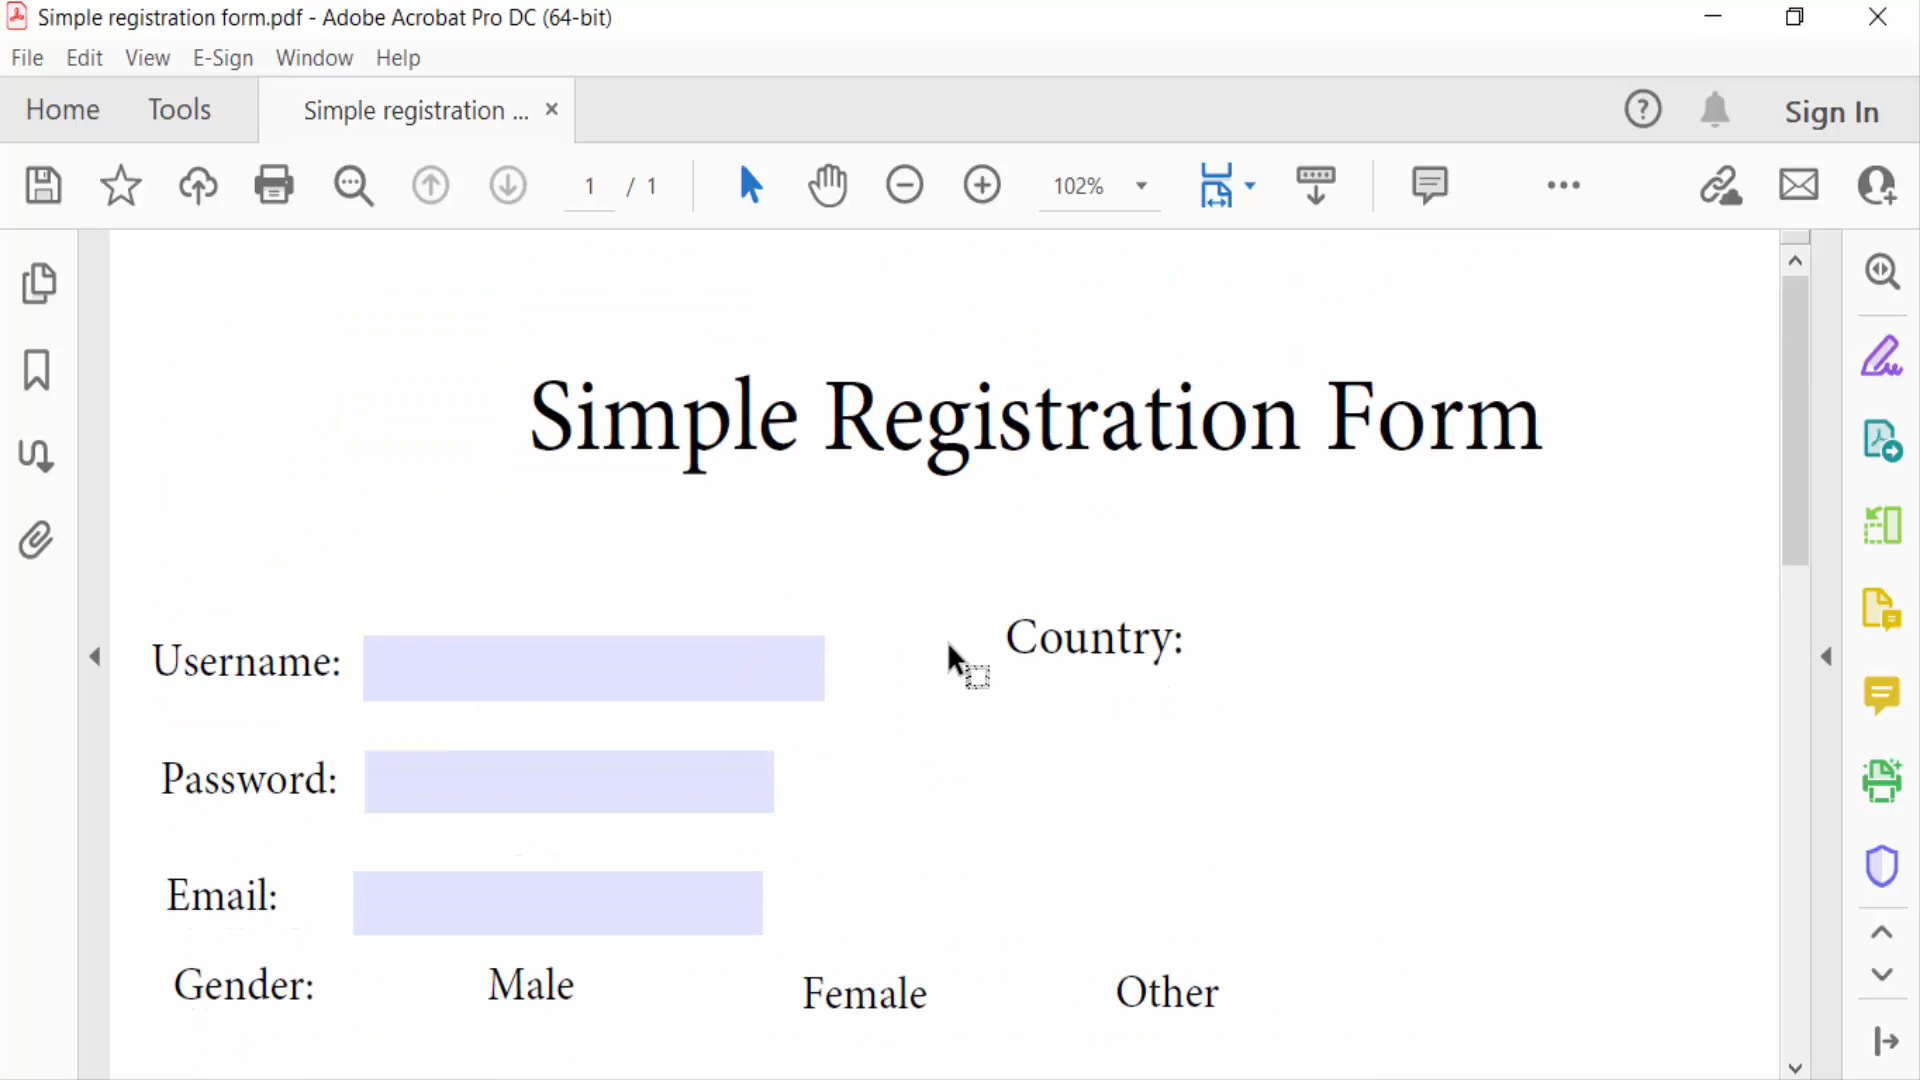 Simple registration form.pdf - Adobe Acrobat Pro DC (64-bit)
File Edit View E-Sign Window Help
Home Tools Simple registration ... × Sign In
1 / 1 102%
Simple Registration Form
Username: Country:
Password:
Email:
Gender: Male Female Other